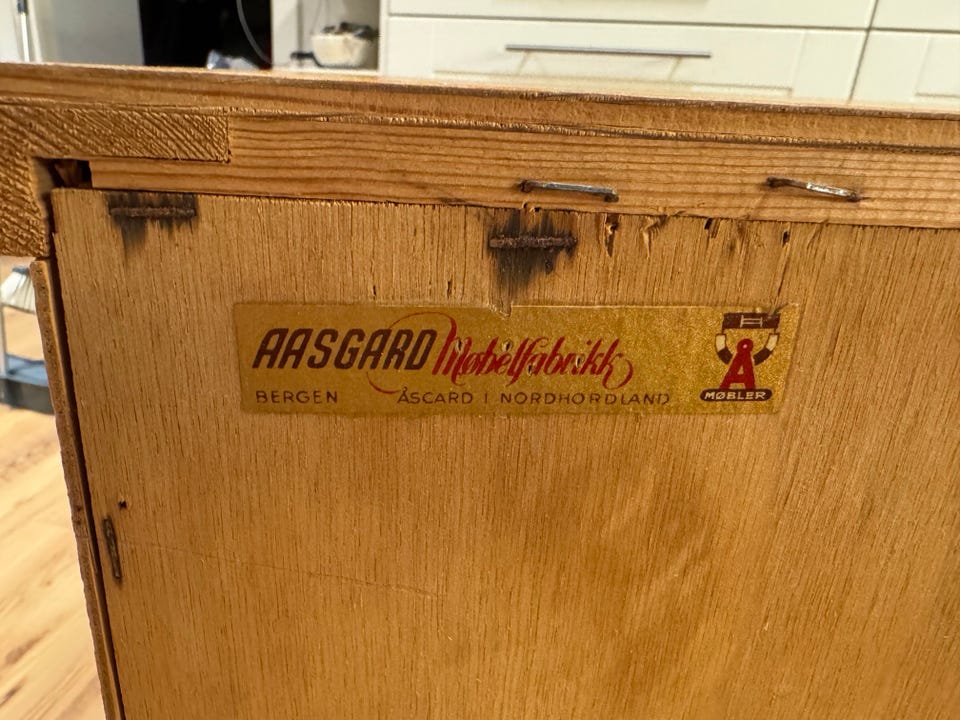 AASGARD Møbelfabrikk
BERGEN ÅSGARD I NORDHORDLAND
Å
MØBLER